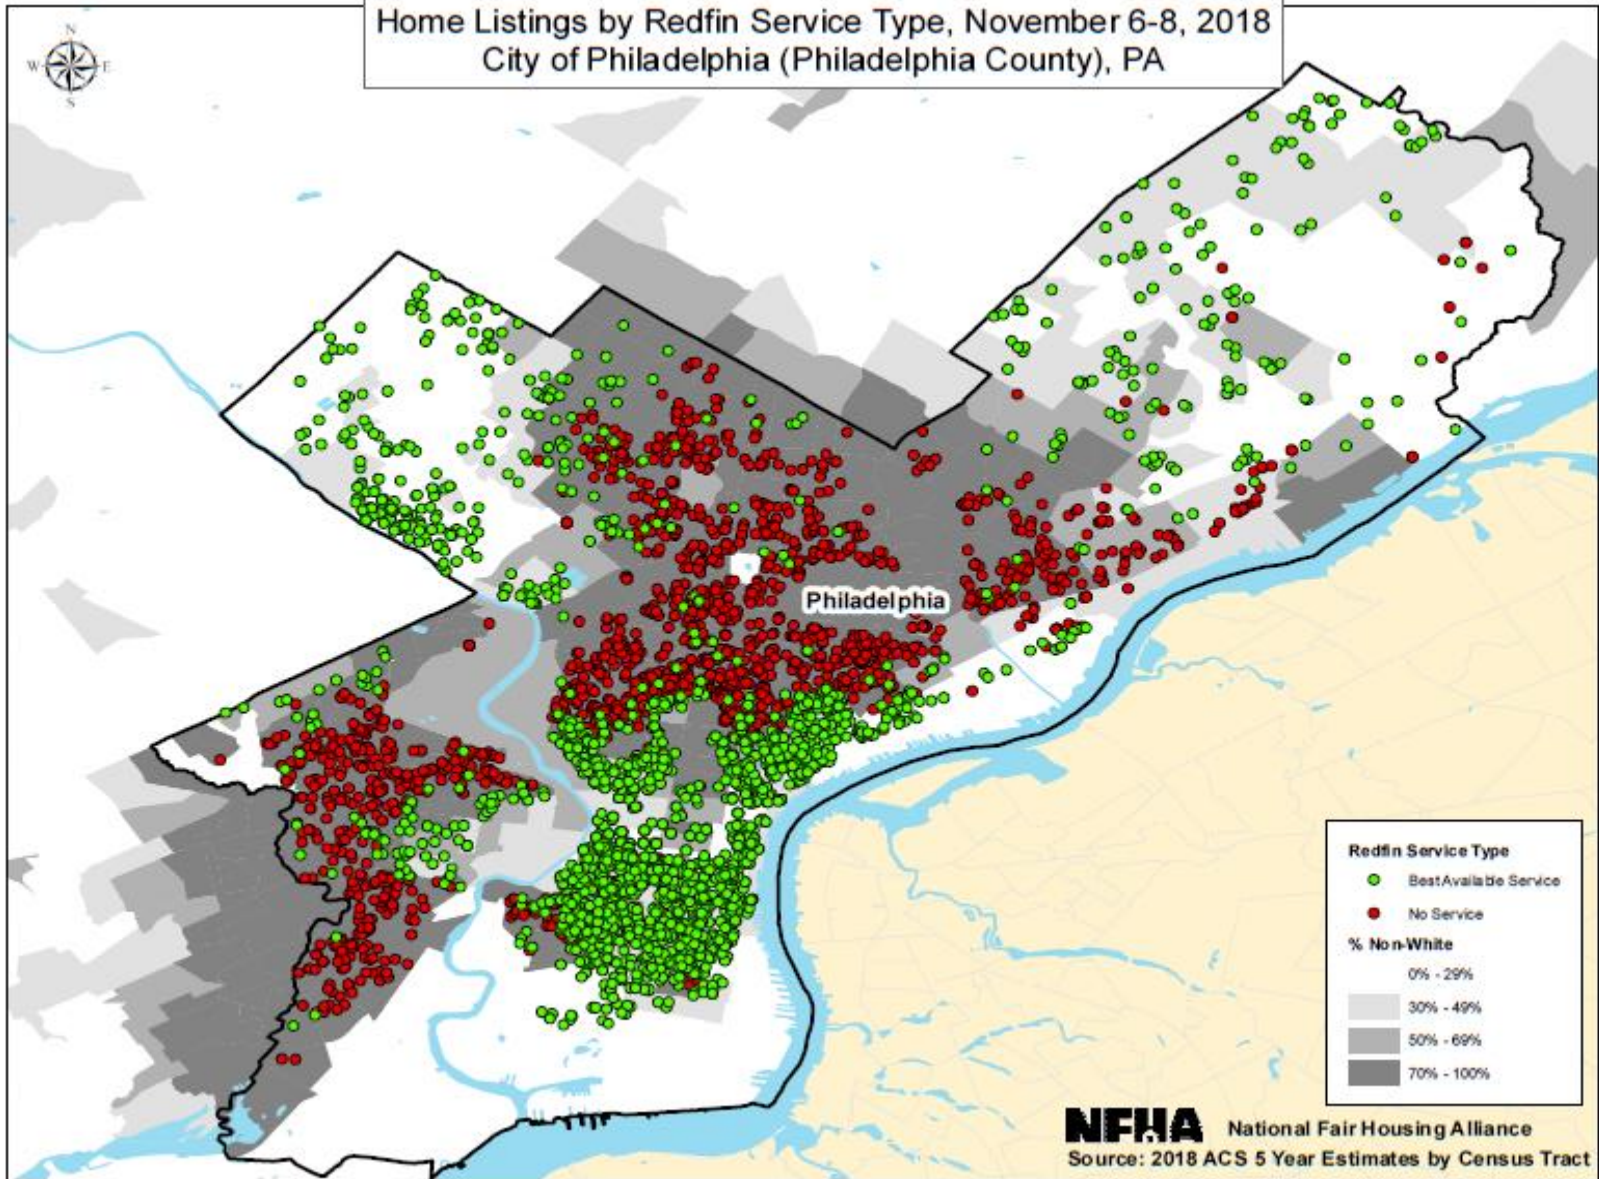 Home Listings by Redfin Service Type, November 6-8, 2018
City of Philadelphia (Philadelphia County), PA
N
W E
S
Philadelphia
Redfin Service Type
Best Available Service
No Service
% Non-White
0% - 29%
30% - 49%
50% - 69%
70% - 100%
NFHA National Fair Housing Alliance
Source: 2018 ACS 5 Year Estimates by Census Tract